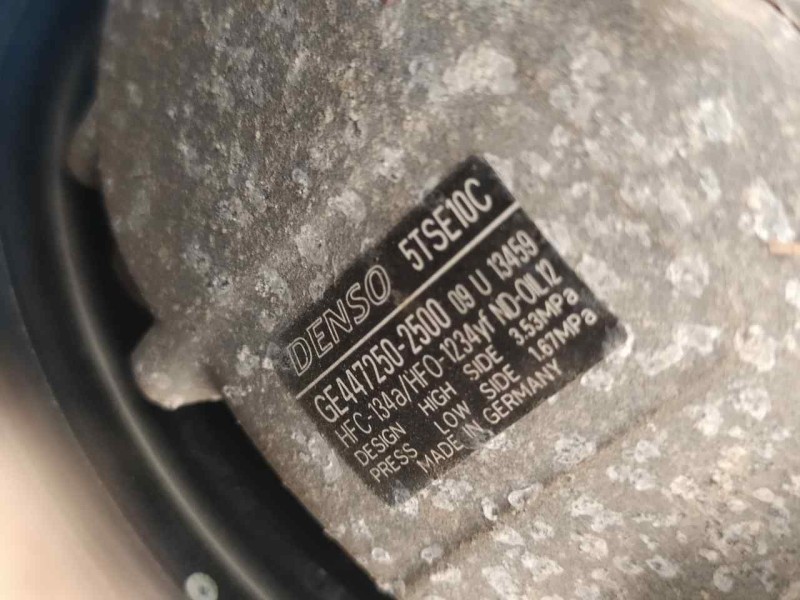 DENSO 5TSE10C
GE447250-2500 09 U 13459
HFC-134a/HFO-1234yf ND-OIL12
DESIGN HIGH SIDE 3.53MPa
PRESS LOW SIDE 1.67MPa
MADE IN GERMANY